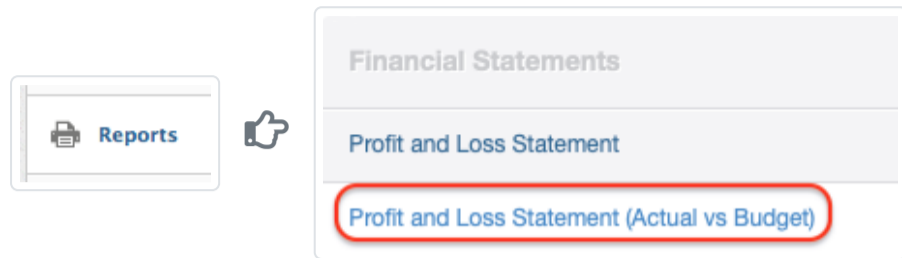 Reports
Financial Statements
Profit and Loss Statement
Profit and Loss Statement (Actual vs Budget)